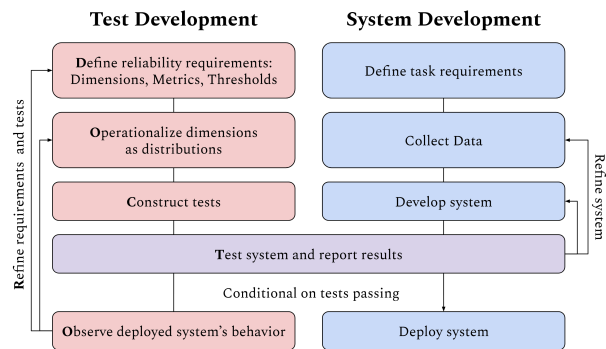 Test Development
System Development
Define reliability requirements:
Dimensions, Metrics, Thresholds
Define task requirements
Operationalize dimensions
as distributions
Collect Data
Construct tests
Develop system
Test system and report results
Conditional on tests passing
Observe deployed system's behavior
Deploy system
Refine requirements and tests
Refine system